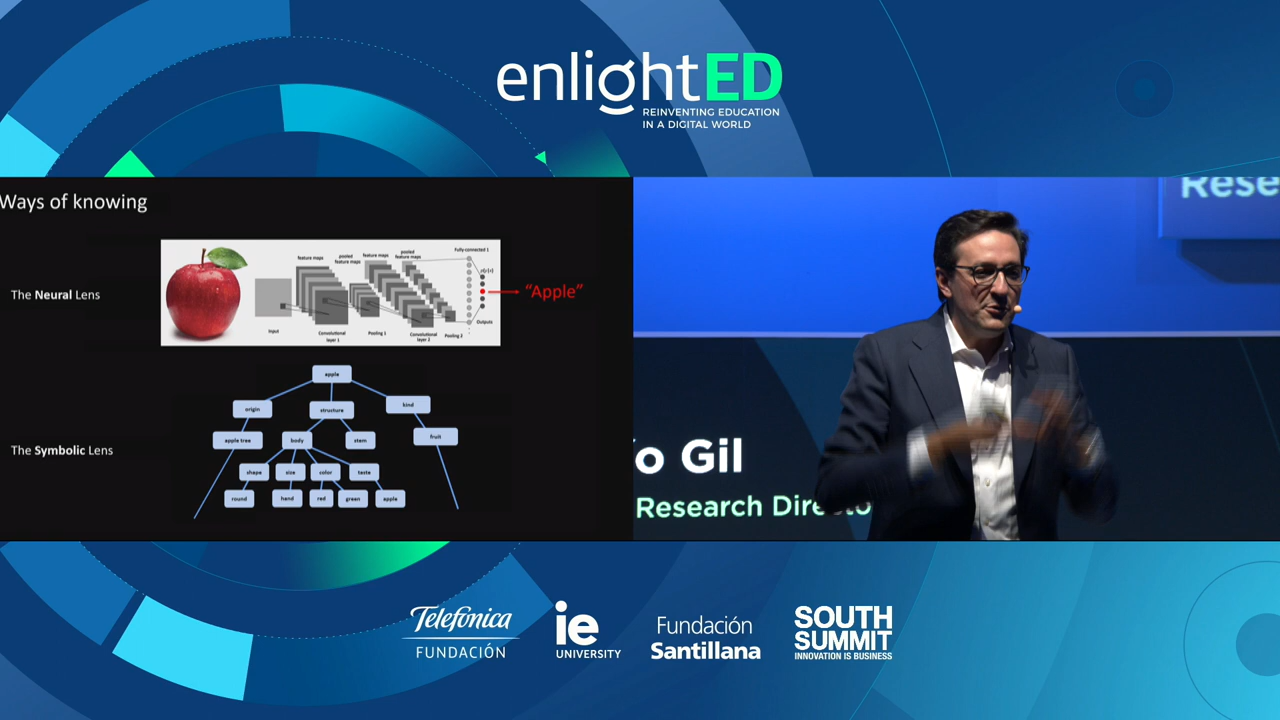 enlightED
REINVENTING EDUCATION
IN A DIGITAL WORLD
Ways of knowing
The Neural Lens
feature maps
pooled
feature maps
feature maps
pooled
feature maps
Fully-connected 1
Input
Convolutional
layer 1
Pooling 1
Convolutional
layer 2
Pooling 2
Outputs
"Apple"
The Symbolic Lens
apple
origin
structure
kind
apple tree
body
stem
fruit
shape
size
color
taste
round
hand
red
green
apple
Rese
o Gil
Research Directo
Telefónica
FUNDACIÓN
ie
UNIVERSITY
Fundación
Santillana
SOUTH
SUMMIT
INNOVATION IS BUSINESS